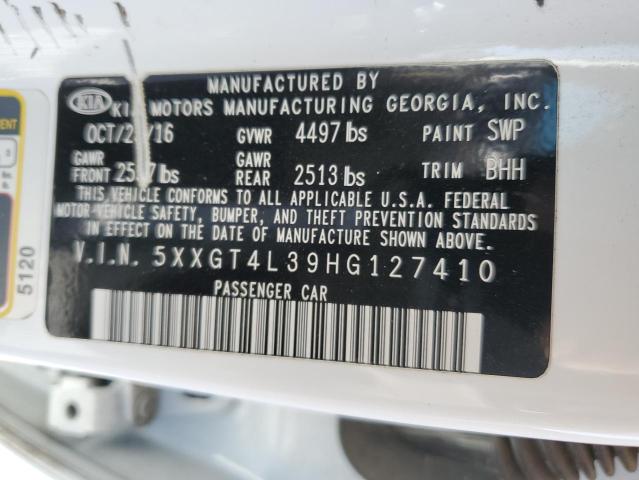 MANUFACTURED BY
KIA KIA MOTORS MANUFACTURING GEORGIA, INC.
GVWR 4497 lbs PAINT SWP
GAWR FRONT
GAWR REAR 2513 lbs TRIM BHH
THIS VEHICLE CONFORMS TO ALL APPLICABLE U.S.A. FEDERAL
MOTOR-VEHICLE SAFETY, BUMPER, AND THEFT PREVENTION STANDARDS
IN EFFECT ON THE DATE OF MANUFACTURE SHOWN ABOVE.
V.I.N. 5XXGT4L39HG127410
PASSENGER CAR
5120